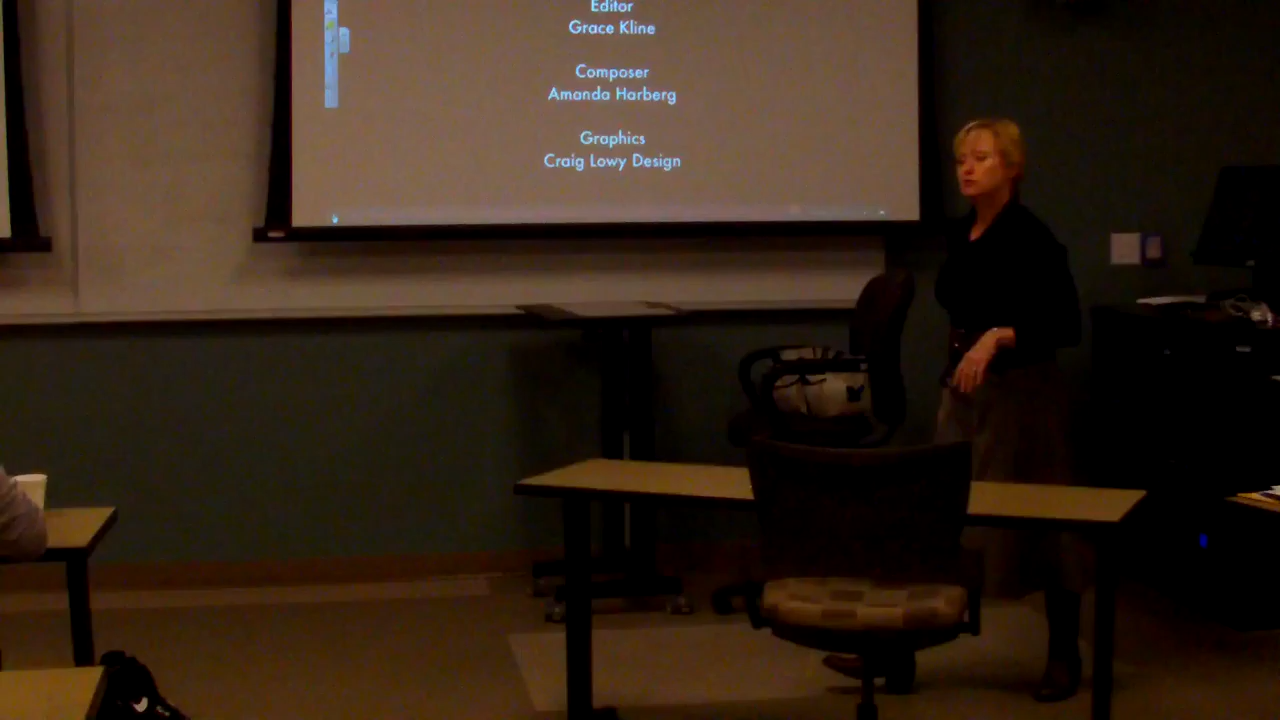 Editor
Grace Kline
Composer
Amanda Harberg
Graphics
Craig Lowy Design